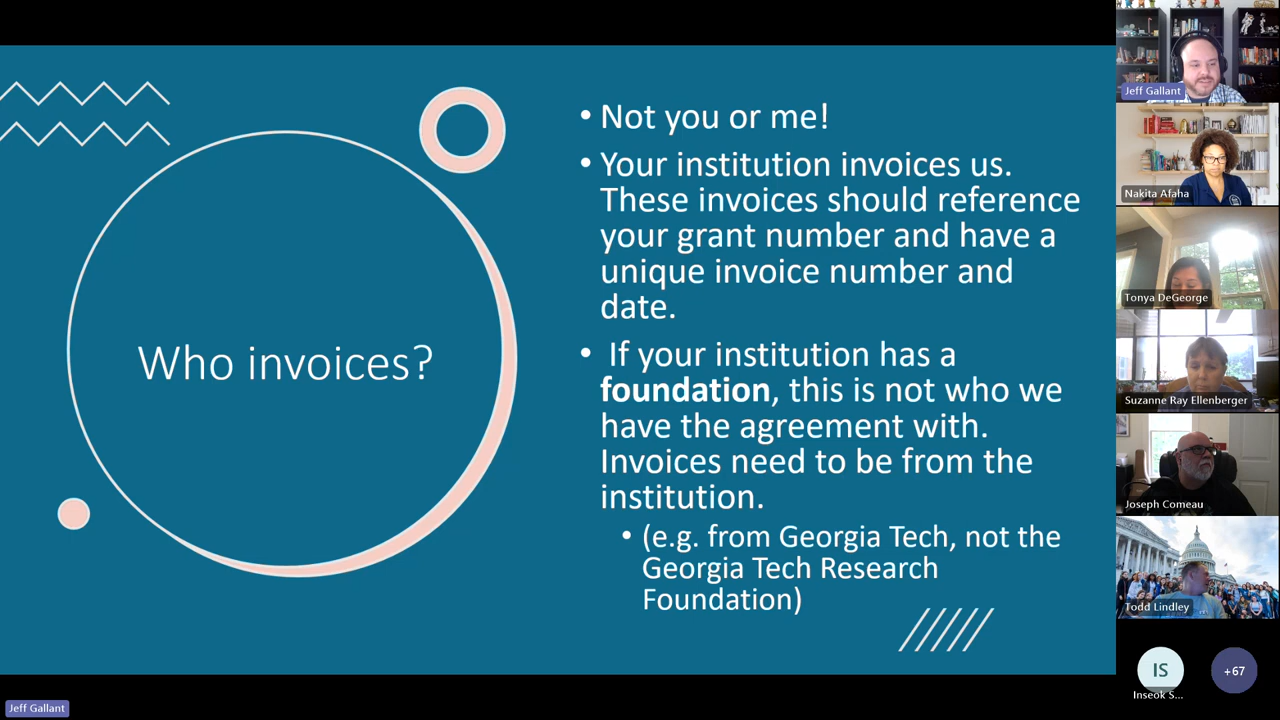 Who invoices?
• Not you or me!
• Your institution invoices us.
These invoices should reference
your grant number and have a
unique invoice number and
date.
• If your institution has a
foundation, this is not who we
have the agreement with.
Invoices need to be from the
institution.
• (e.g. from Georgia Tech, not the
Georgia Tech Research
Foundation)
Jeff Gallant
Jeff Gallant
Nakita Afaha
Tonya DeGeorge
Suzanne Ray Ellenberger
Joseph Comeau
Todd Lindley
IS
Inseok S...
+67